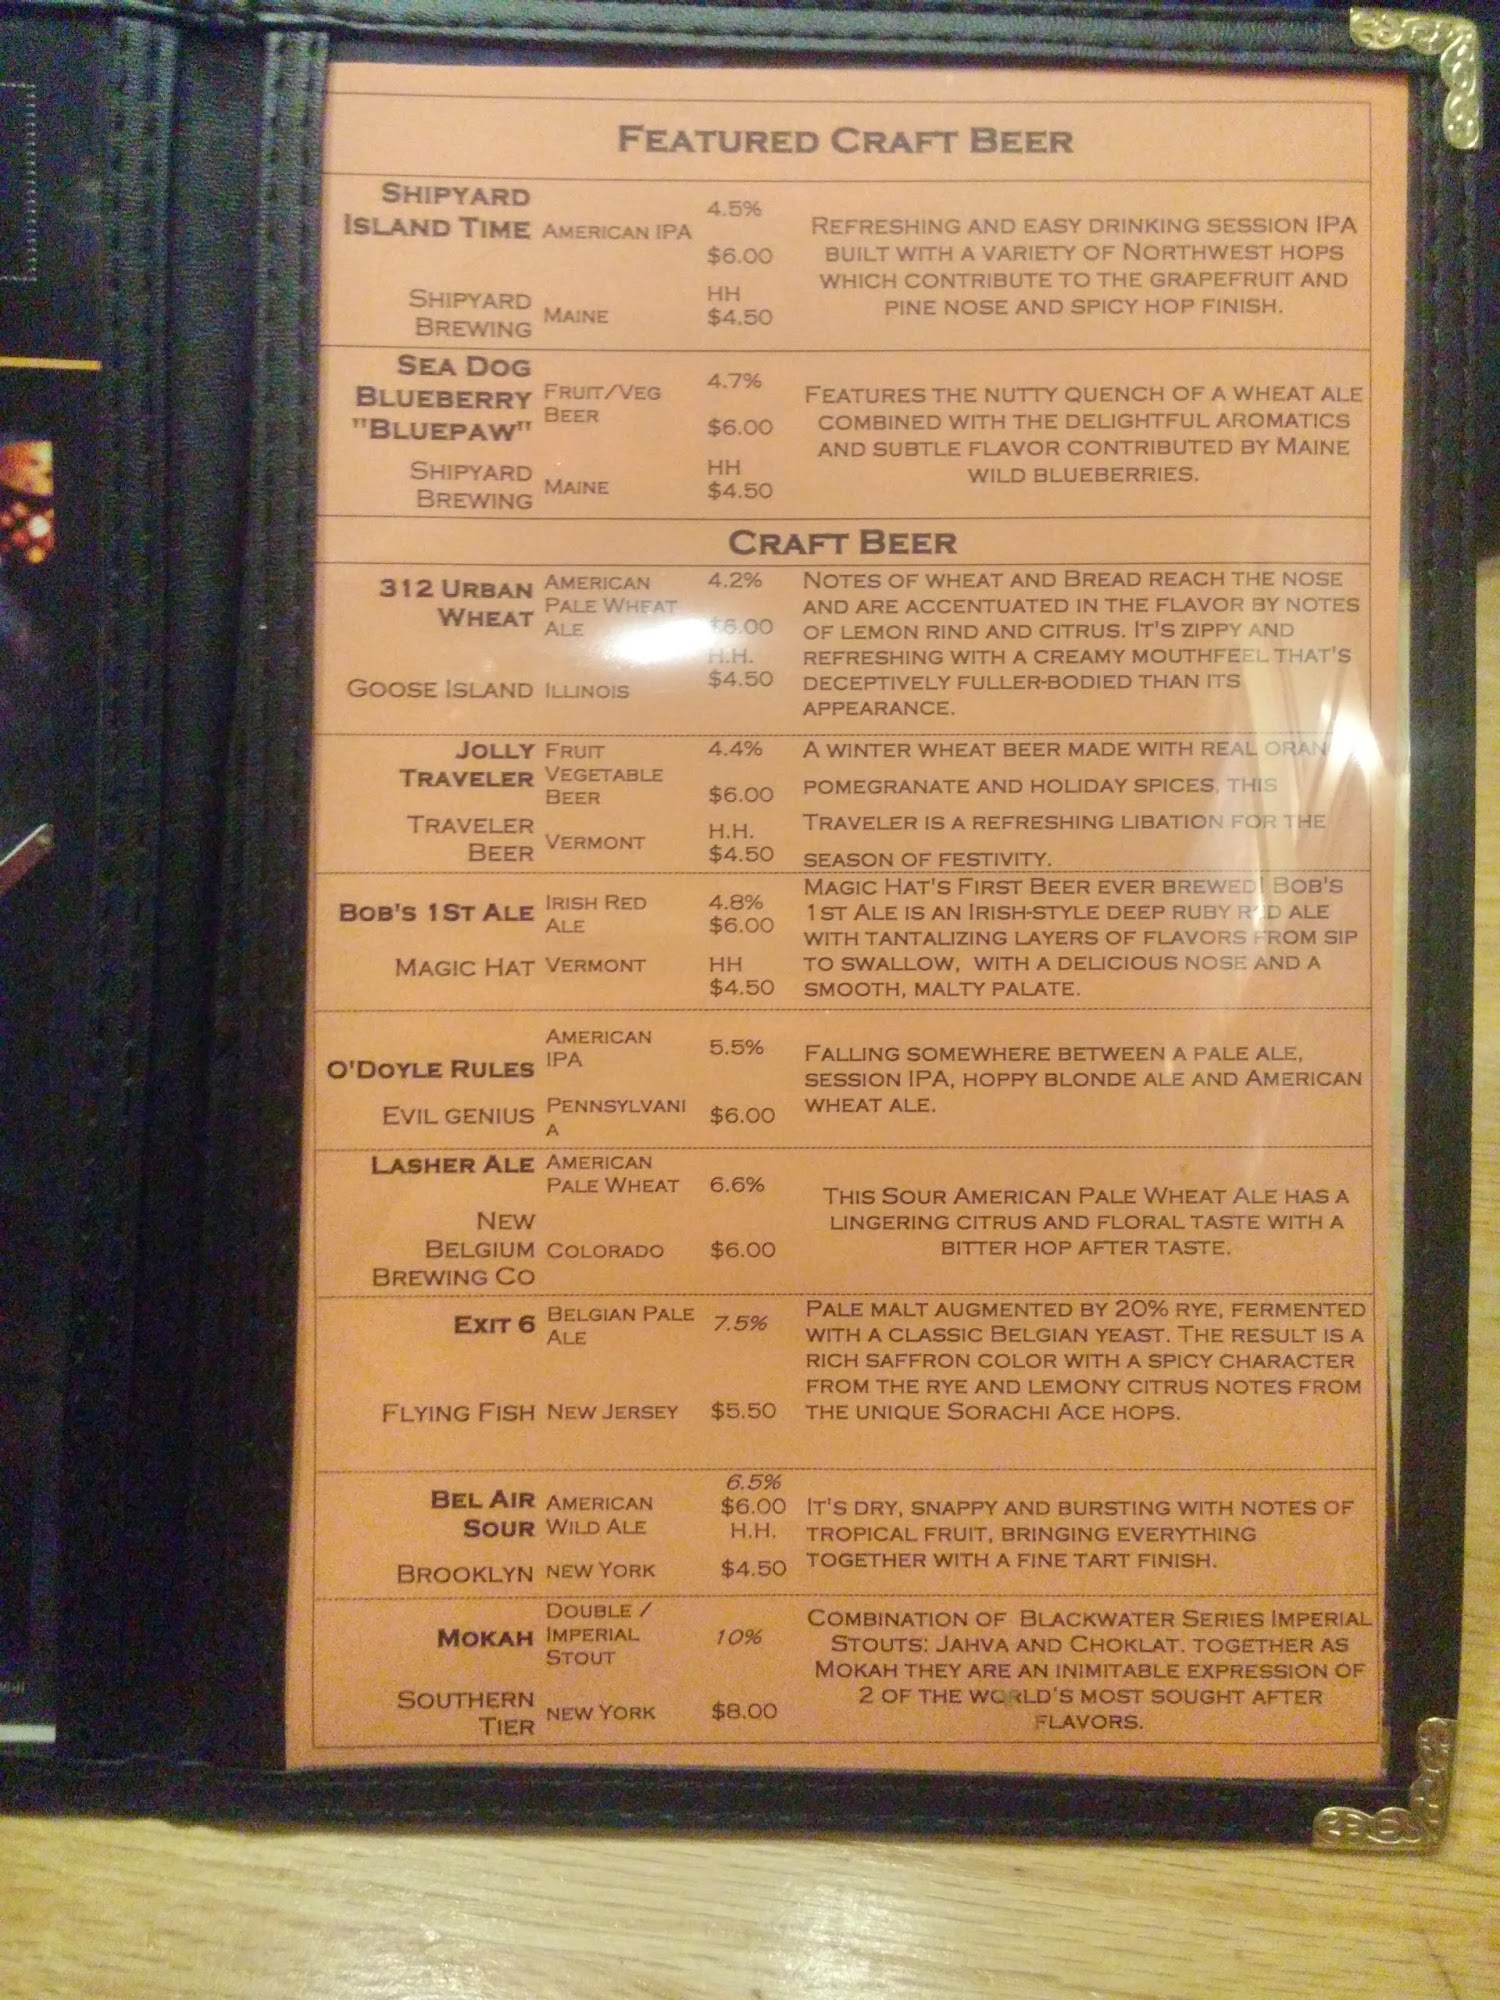 FEATURED CRAFT BEER
SHIPYARD
ISLAND TIME AMERICAN IPA
4.5%
$6.00
SHIPYARD
BREWING
MAINE
HH
$4.50
REFRESHING AND EASY DRINKING SESSION IPA
BUILT WITH A VARIETY OF NORTHWEST HOPS
WHICH CONTRIBUTE TO THE GRAPEFRUIT AND
PINE NOSE AND SPICY HOP FINISH.
SEA DOG
BLUEBERRY
"BLUEPAW"
FRUIT/VEG
BEER
4.7%
$6.00
SHIPYARD
BREWING
MAINE
HH
$4.50
FEATURES THE NUTTY QUENCH OF A WHEAT ALE
COMBINED WITH THE DELIGHTFUL AROMATICS
AND SUBTLE FLAVOR CONTRIBUTED BY MAINE
WILD BLUEBERRIES.
CRAFT BEER
312 URBAN
WHEAT
AMERICAN
PALE WHEAT
ALE
4.2%
$6.00
GOOSE ISLAND
ILLINOIS
H.H.
$4.50
NOTES OF WHEAT AND BREAD REACH THE NOSE
AND ARE ACCENTUATED IN THE FLAVOR BY NOTES
OF LEMON RIND AND CITRUS. IT'S ZIPPY AND
REFRESHING WITH A CREAMY MOUTHFEEL THAT'S
DECEPTIVELY FULLER-BODIED THAN ITS
APPEARANCE.
JOLLY
TRAVELER
FRUIT
VEGETABLE
BEER
4.4%
$6.00
TRAVELER
BEER
VERMONT
H.H.
$4.50
A WINTER WHEAT BEER MADE WITH REAL
POMEGRANATE AND HOLIDAY SPICES, THIS
TRAVELER IS A REFRESHING LIBATION FOR THE
SEASON OF FESTIVITY.
BOB'S 1ST ALE
IRISH RED
ALE
4.8%
$6.00
MAGIC HAT
VERMONT
HH
$4.50
MAGIC HAT'S FIRST BEER EVER BREWED! BOB'S
1ST ALE IS AN IRISH-STYLE DEEP RUBY RED ALE
WITH TANTALIZING LAYERS OF FLAVORS FROM SIP
TO SWALLOW, WITH A DELICIOUS NOSE AND A
SMOOTH, MALTY PALATE.
O'DOYLE RULES
AMERICAN
IPA
5.5%
EVIL GENIUS
PENNSYLVANI
A
$6.00
FALLING SOMEWHERE BETWEEN A PALE ALE,
SESSION IPA, HOPPY BLONDE ALE AND AMERICAN
WHEAT ALE.
LASHER ALE
AMERICAN
PALE WHEAT
6.6%
NEW
BELGIUM
BREWING CO
COLORADO
$6.00
THIS SOUR AMERICAN PALE WHEAT ALE HAS A
LINGERING CITRUS AND FLORAL TASTE WITH A
BITTER HOP AFTER TASTE.
EXIT 6
BELGIAN PALE
ALE
7.5%
FLYING FISH
NEW JERSEY
$5.50
PALE MALT AUGMENTED BY 20% RYE, FERMENTED
WITH A CLASSIC BELGIAN YEAST. THE RESULT IS A
RICH SAFFRON COLOR WITH A SPICY CHARACTER
FROM THE RYE AND LEMONY CITRUS NOTES FROM
THE UNIQUE SORACHI ACE HOPS.
BEL AIR
SOUR
AMERICAN
WILD ALE
6.5%
$6.00
H.H.
BROOKLYN
NEW YORK
$4.50
IT'S DRY, SNAPPY AND BURSTING WITH NOTES OF
TROPICAL FRUIT, BRINGING EVERYTHING
TOGETHER WITH A FINE TART FINISH.
MOKAH
DOUBLE /
IMPERIAL
STOUT
10%
SOUTHERN
TIER
NEW YORK
$8.00
COMBINATION OF BLACKWATER SERIES IMPERIAL
STOUTS: JAHVA AND CHOKLAT. TOGETHER AS
MOKAH THEY ARE AN INIMITABLE EXPRESSION OF
2 OF THE WORLD'S MOST SOUGHT AFTER
FLAVORS.